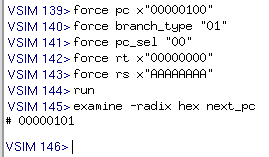 VSIM 139> force pc x"00000100"
VSIM 140> force branch_type "01"
VSIM 141> force pc_sel "00"
VSIM 142> force rt x"00000000"
VSIM 143> force rs x"AAAAAAAA"
VSIM 144> run
VSIM 145> examine -radix hex next_pc
# 00000101
VSIM 146>